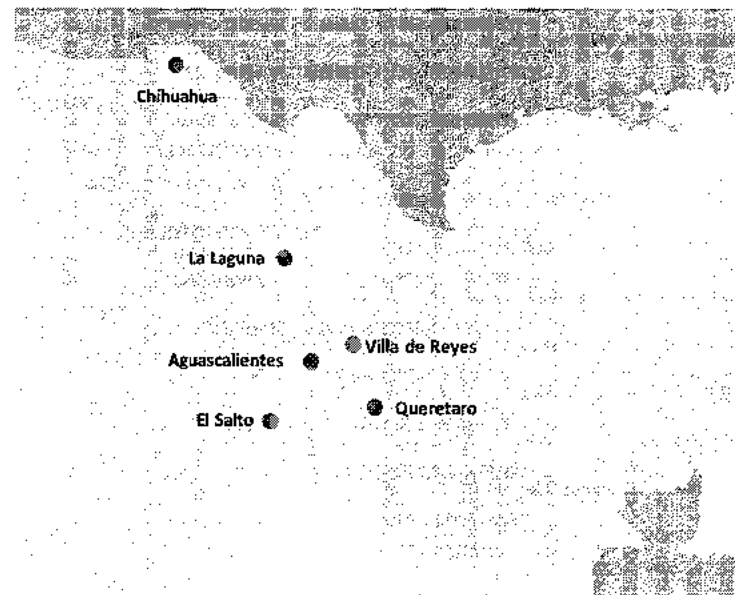 Chihuahua
La Laguna
Villa de Reyes
Aguascalientes
Queretaro
El Salto